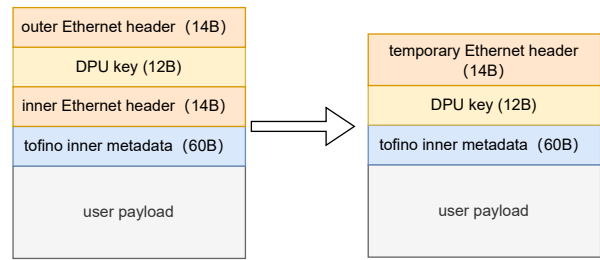 outer Ethernet header（14B）
DPU key (12B)
inner Ethernet header（14B）
tofino inner metadata（60B）
user payload
temporary Ethernet header
（14B）
DPU key (12B)
tofino inner metadata（60B）
user payload